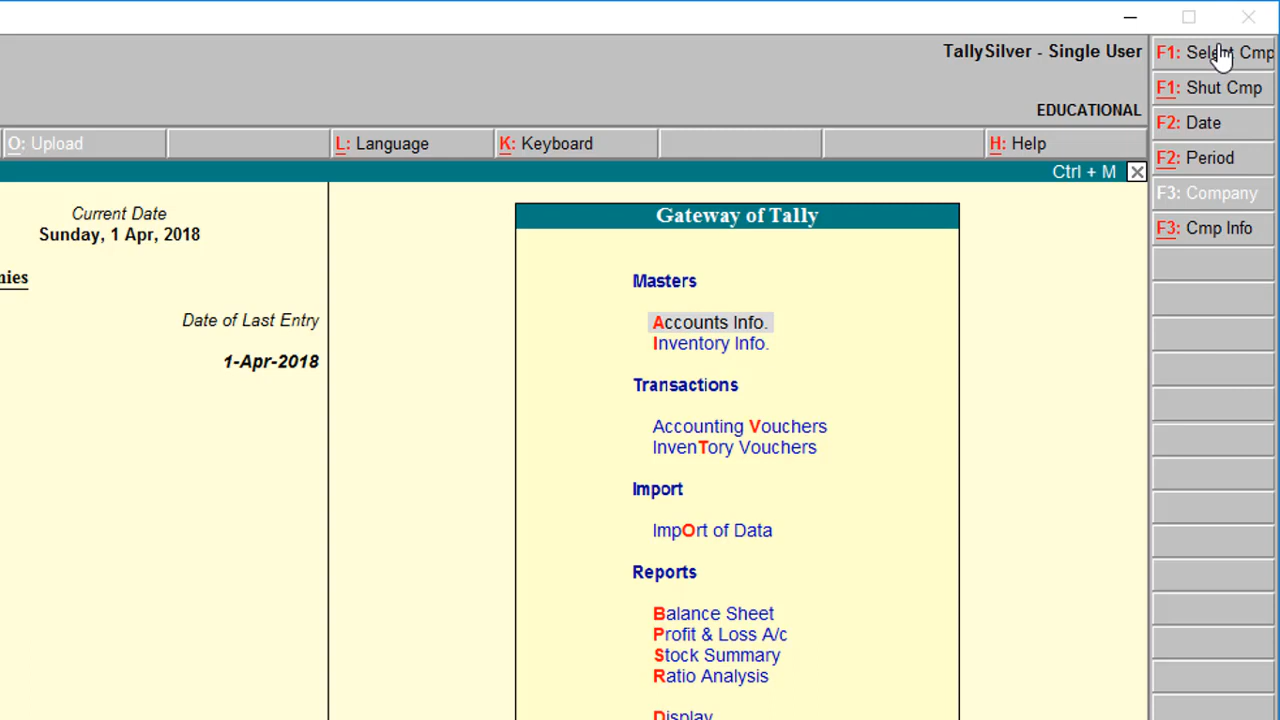 TallySilver - Single User
EDUCATIONAL
O: Upload
L: Language
K: Keyboard
H: Help
Ctrl + M
Current Date
Sunday, 1 Apr, 2018
Date of Last Entry
1-Apr-2018
Gateway of Tally
Masters
Accounts Info.
Inventory Info.
Transactions
Accounting Vouchers
InvenTory Vouchers
Import
ImpOrt of Data
Reports
Balance Sheet
Profit & Loss A/c
Stock Summary
Ratio Analysis
Display
F1: Select Cmp
F1: Shut Cmp
F2: Date
F2: Period
F3: Company
F3: Cmp Info